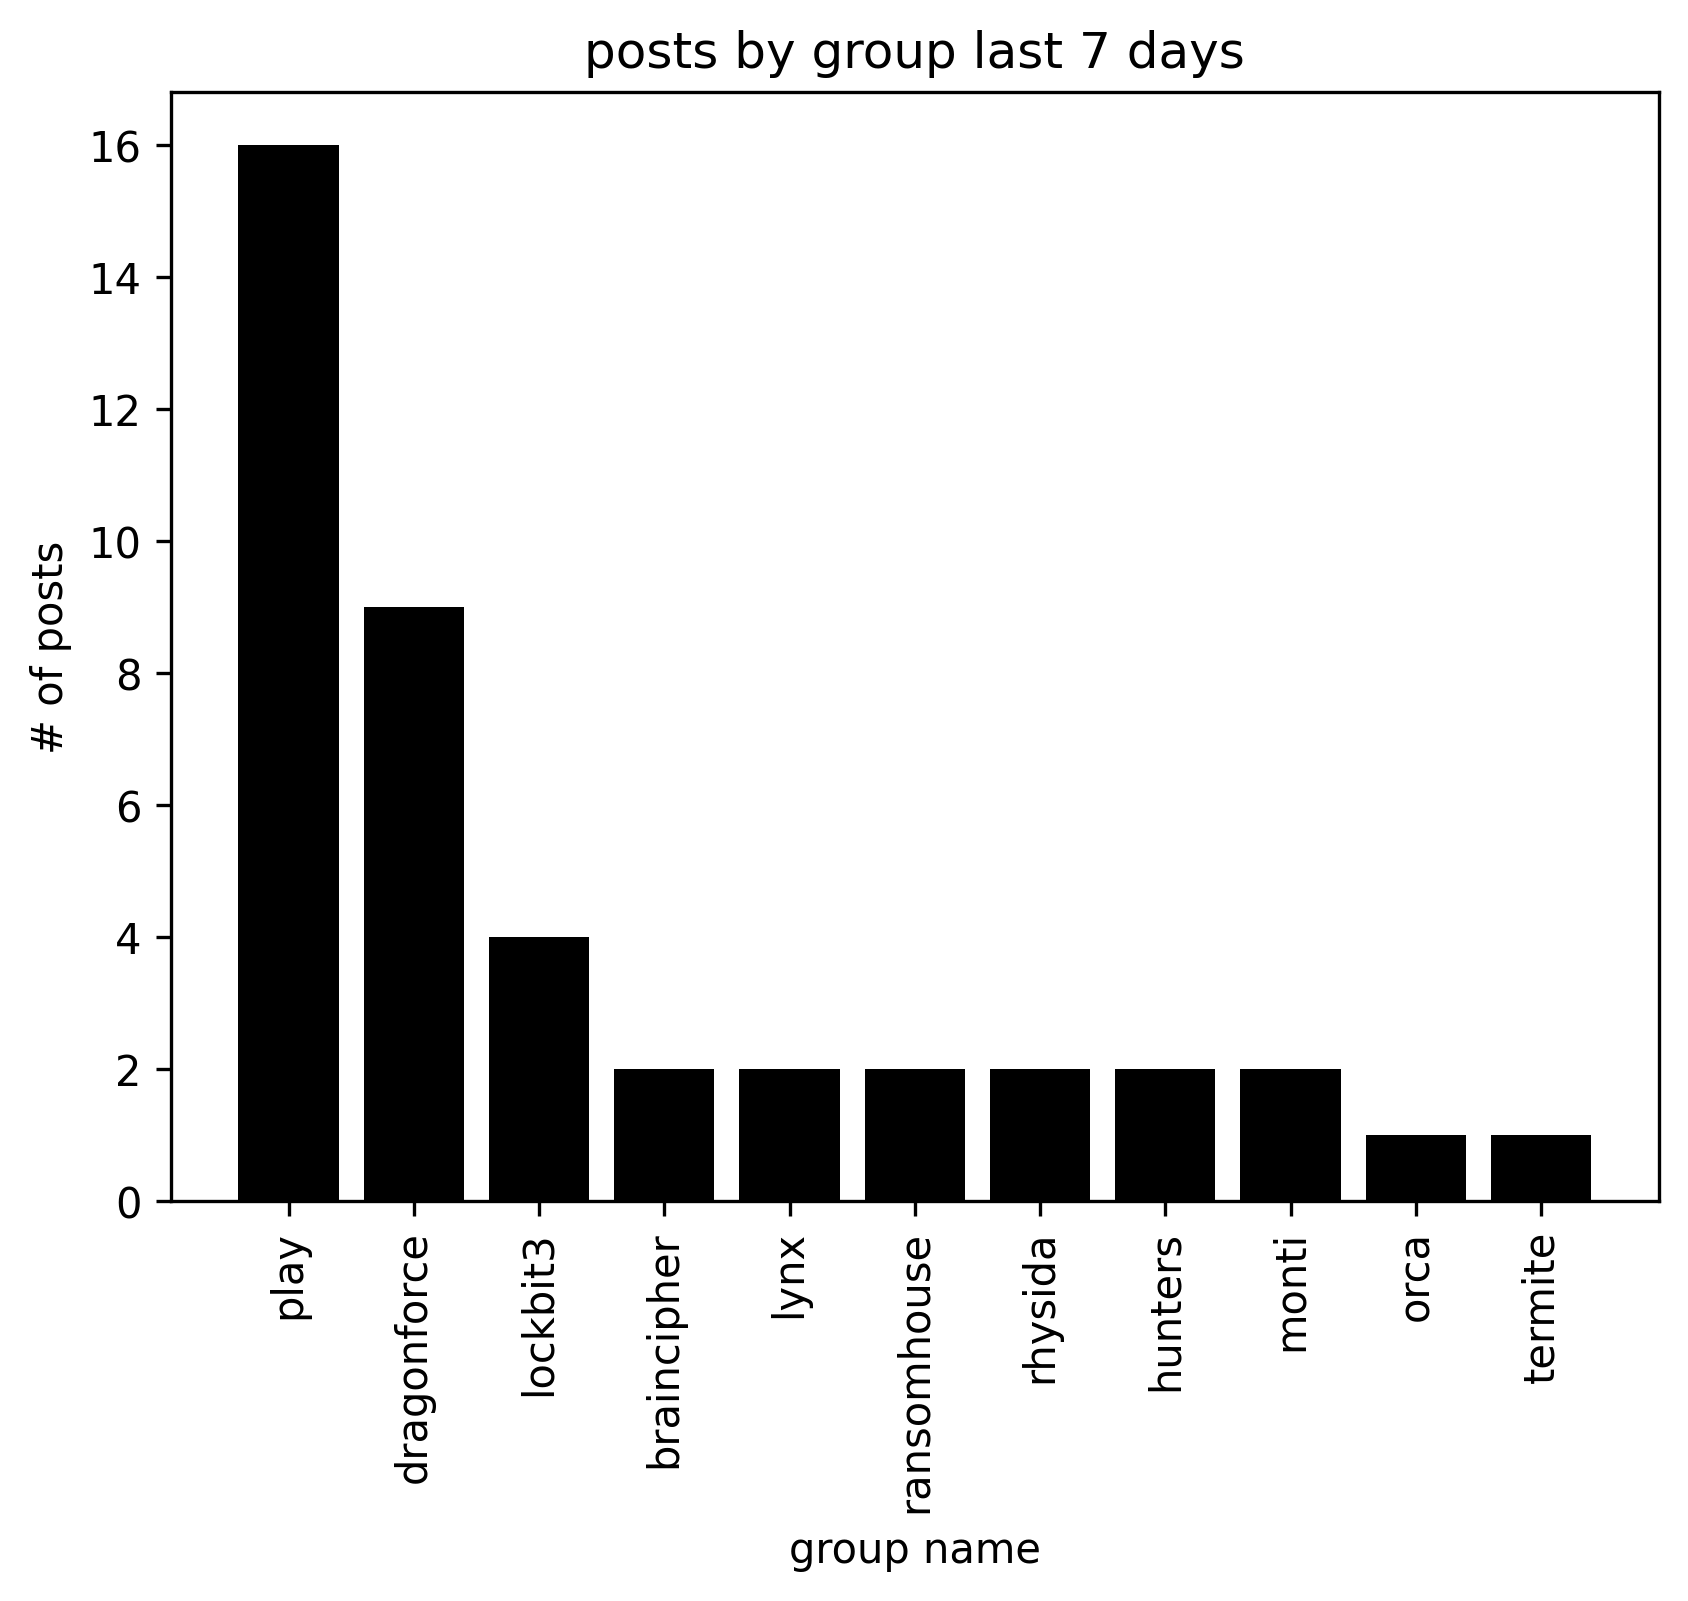 posts by group last 7 days
16
14
12
10
8
6
4
2
0
# of posts
play
dragonforce
lockbit3
braincipher
lynx
ransomhouse
rhysida
hunters
monti
orca
termite
group name